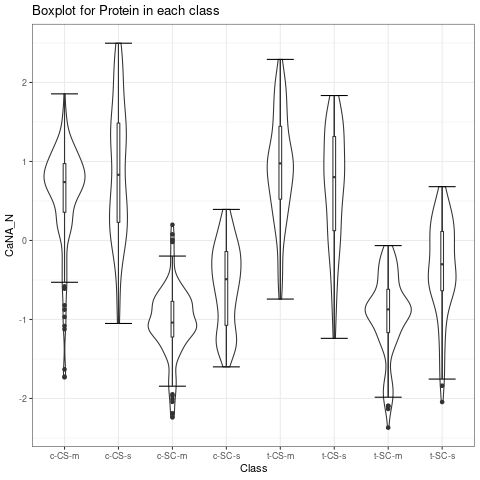 Boxplot for Protein in each class
CaNA_N
2
1
0
-1
-2
c-CS-m c-CS-s c-SC-m c-SC-s t-CS-m t-CS-s t-SC-m t-SC-s
Class